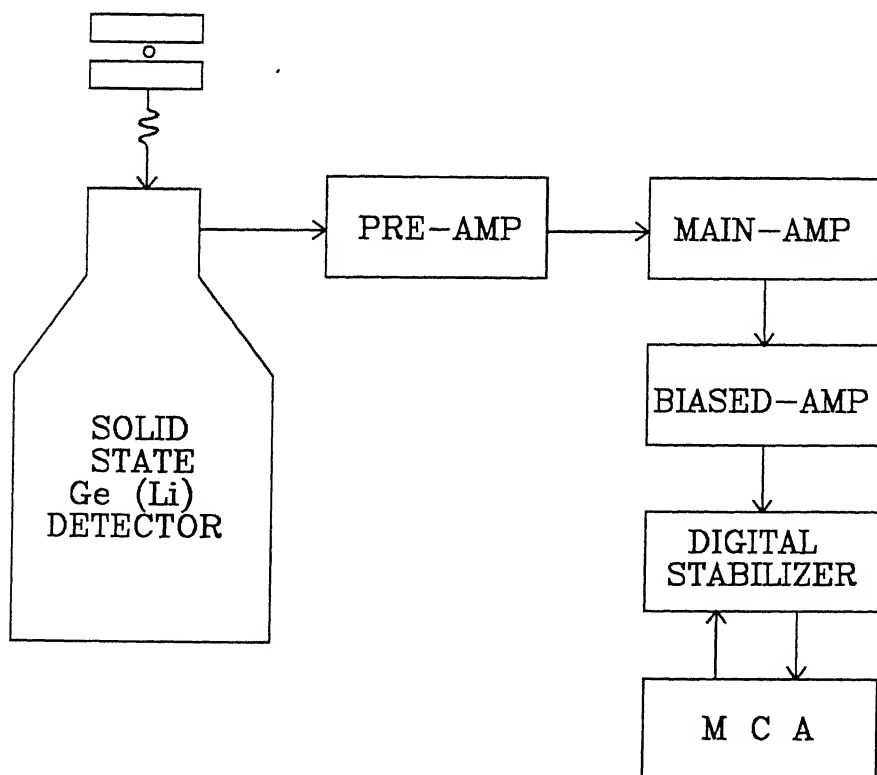 PRE-AMP
MAIN-AMP
BIASED-AMP
SOLID
STATE
Ge (Li)
DETECTOR
DIGITAL
STABILIZER
M C A